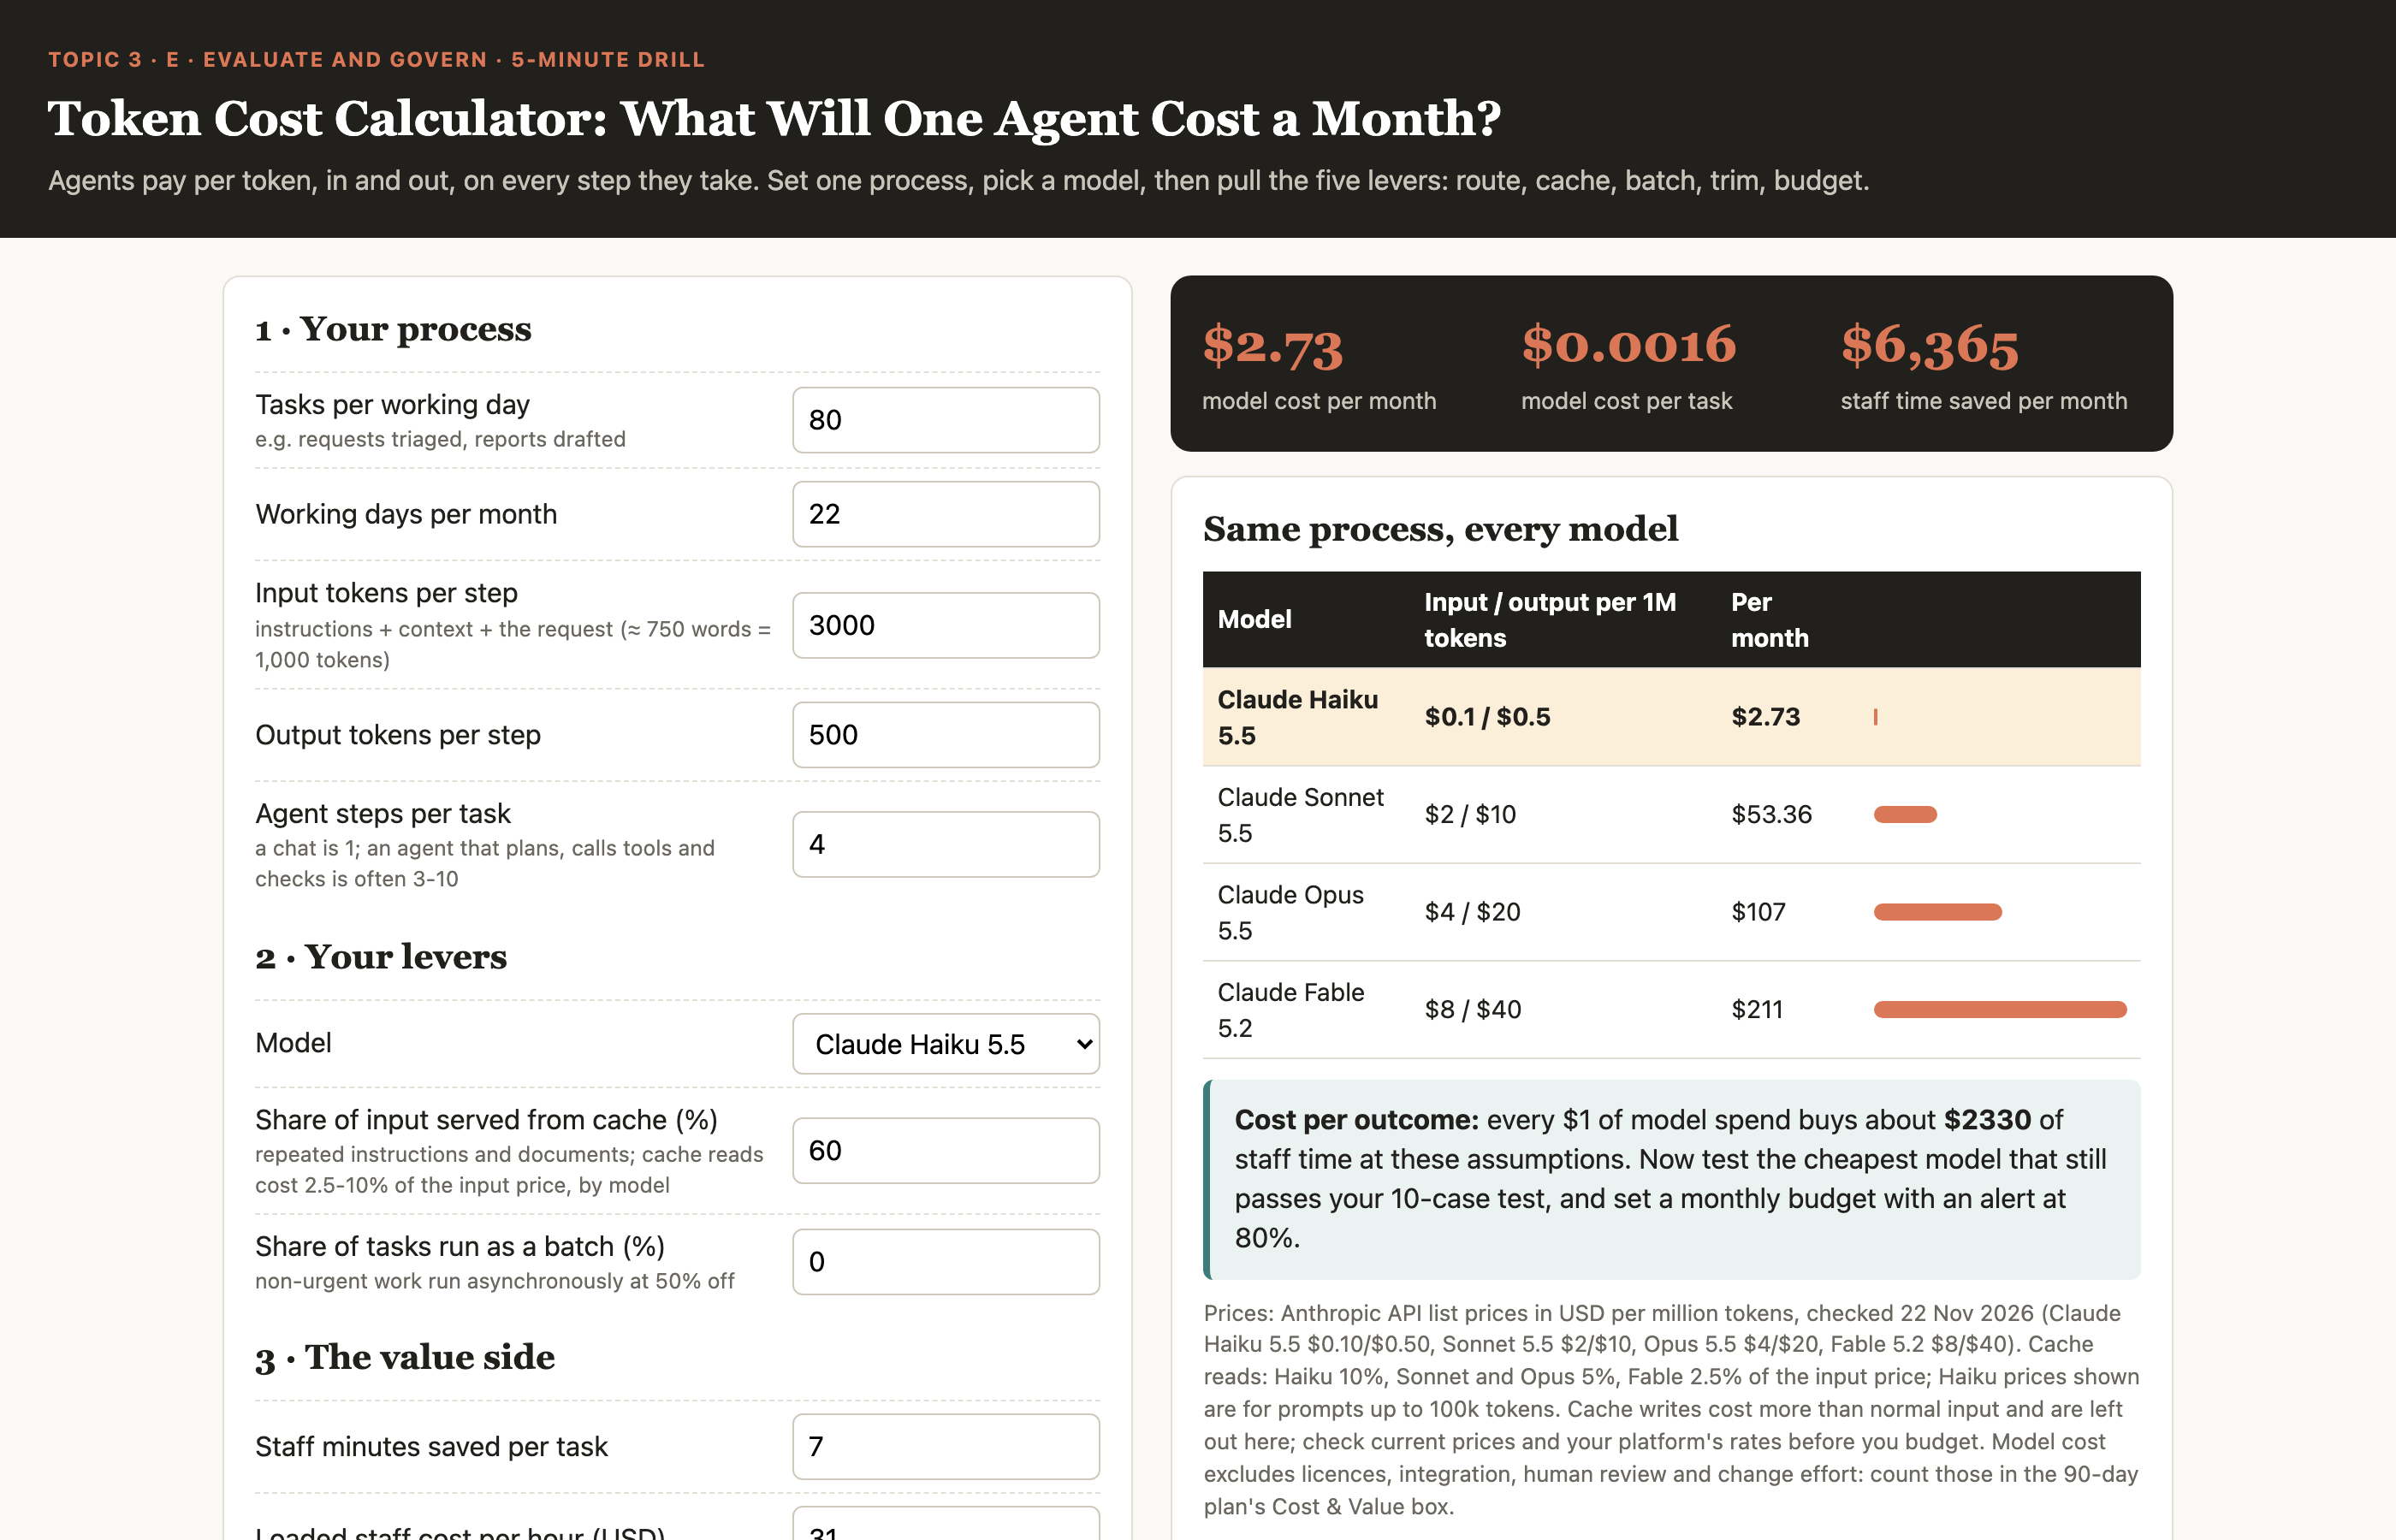 TOPIC 3 · E · EVALUATE AND GOVERN · 5-MINUTE DRILL
Token Cost Calculator: What Will One Agent Cost a Month?
Agents pay per token, in and out, on every step they take. Set one process, pick a model, then pull the five levers: route, cache, batch, trim, budget.
1 · Your process
Tasks per working day
e.g. requests triaged, reports drafted
80
Working days per month
22
Input tokens per step
instructions + context + the request (≈ 750 words =
1,000 tokens)
3000
Output tokens per step
500
Agent steps per task
a chat is 1; an agent that plans, calls tools and
checks is often 3-10
4
2 · Your levers
Model
Claude Haiku 5.5
Share of input served from cache (%)
repeated instructions and documents; cache reads
cost 2.5-10% of the input price, by model
60
Share of tasks run as a batch (%)
non-urgent work run asynchronously at 50% off
0
3 · The value side
Staff minutes saved per task
7
Loaded staff cost per hour (USD)
31
$2.73
model cost per month
$0.0016
model cost per task
$6,365
staff time saved per month
Same process, every model
Model
Input / output per 1M
tokens
Per
month
Claude Haiku
5.5
$0.1 / $0.5
$2.73
Claude Sonnet
5.5
$2 / $10
$53.36
Claude Opus
5.5
$4 / $20
$107
Claude Fable
5.2
$8 / $40
$211
Cost per outcome: every $1 of model spend buys about $2330 of
staff time at these assumptions. Now test the cheapest model that still
passes your 10-case test, and set a monthly budget with an alert at
80%.
Prices: Anthropic API list prices in USD per million tokens, checked 22 Nov 2026 (Claude
Haiku 5.5 $0.10/$0.50, Sonnet 5.5 $2/$10, Opus 5.5 $4/$20, Fable 5.2 $8/$40). Cache
reads: Haiku 10%, Sonnet and Opus 5%, Fable 2.5% of the input price; Haiku prices shown
are for prompts up to 100k tokens. Cache writes cost more than normal input and are left
out here; check current prices and your platform's rates before you budget. Model cost
excludes licences, integration, human review and change effort: count those in the 90-day
plan's Cost & Value box.